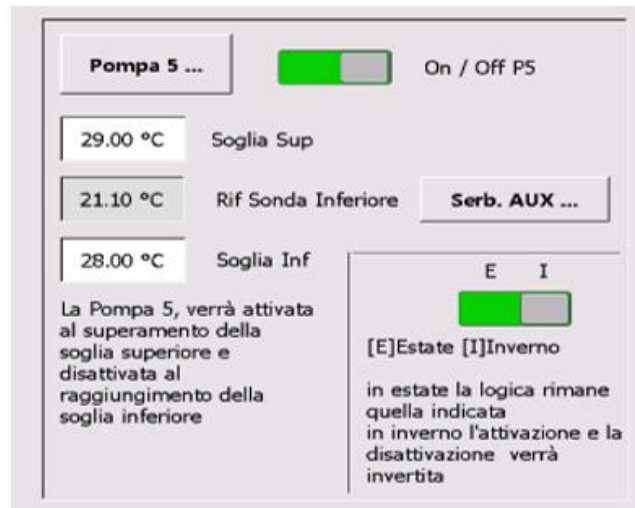 Pompa 5 ...
On / Off P5
29.00 °C
Soglia Sup
21.10 °C
Rif Sonda Inferiore
Serb. AUX ...
28.00 °C
Soglia Inf
La Pompa 5, verrà attivata
al superamento della
soglia superiore e
disattivata al
raggiungimento della
soglia inferiore
E I
[E]Estate [I]Inverno
in estate la logica rimane
quella indicata
in inverno l'attivazione e la
disattivazione verrà
invertita